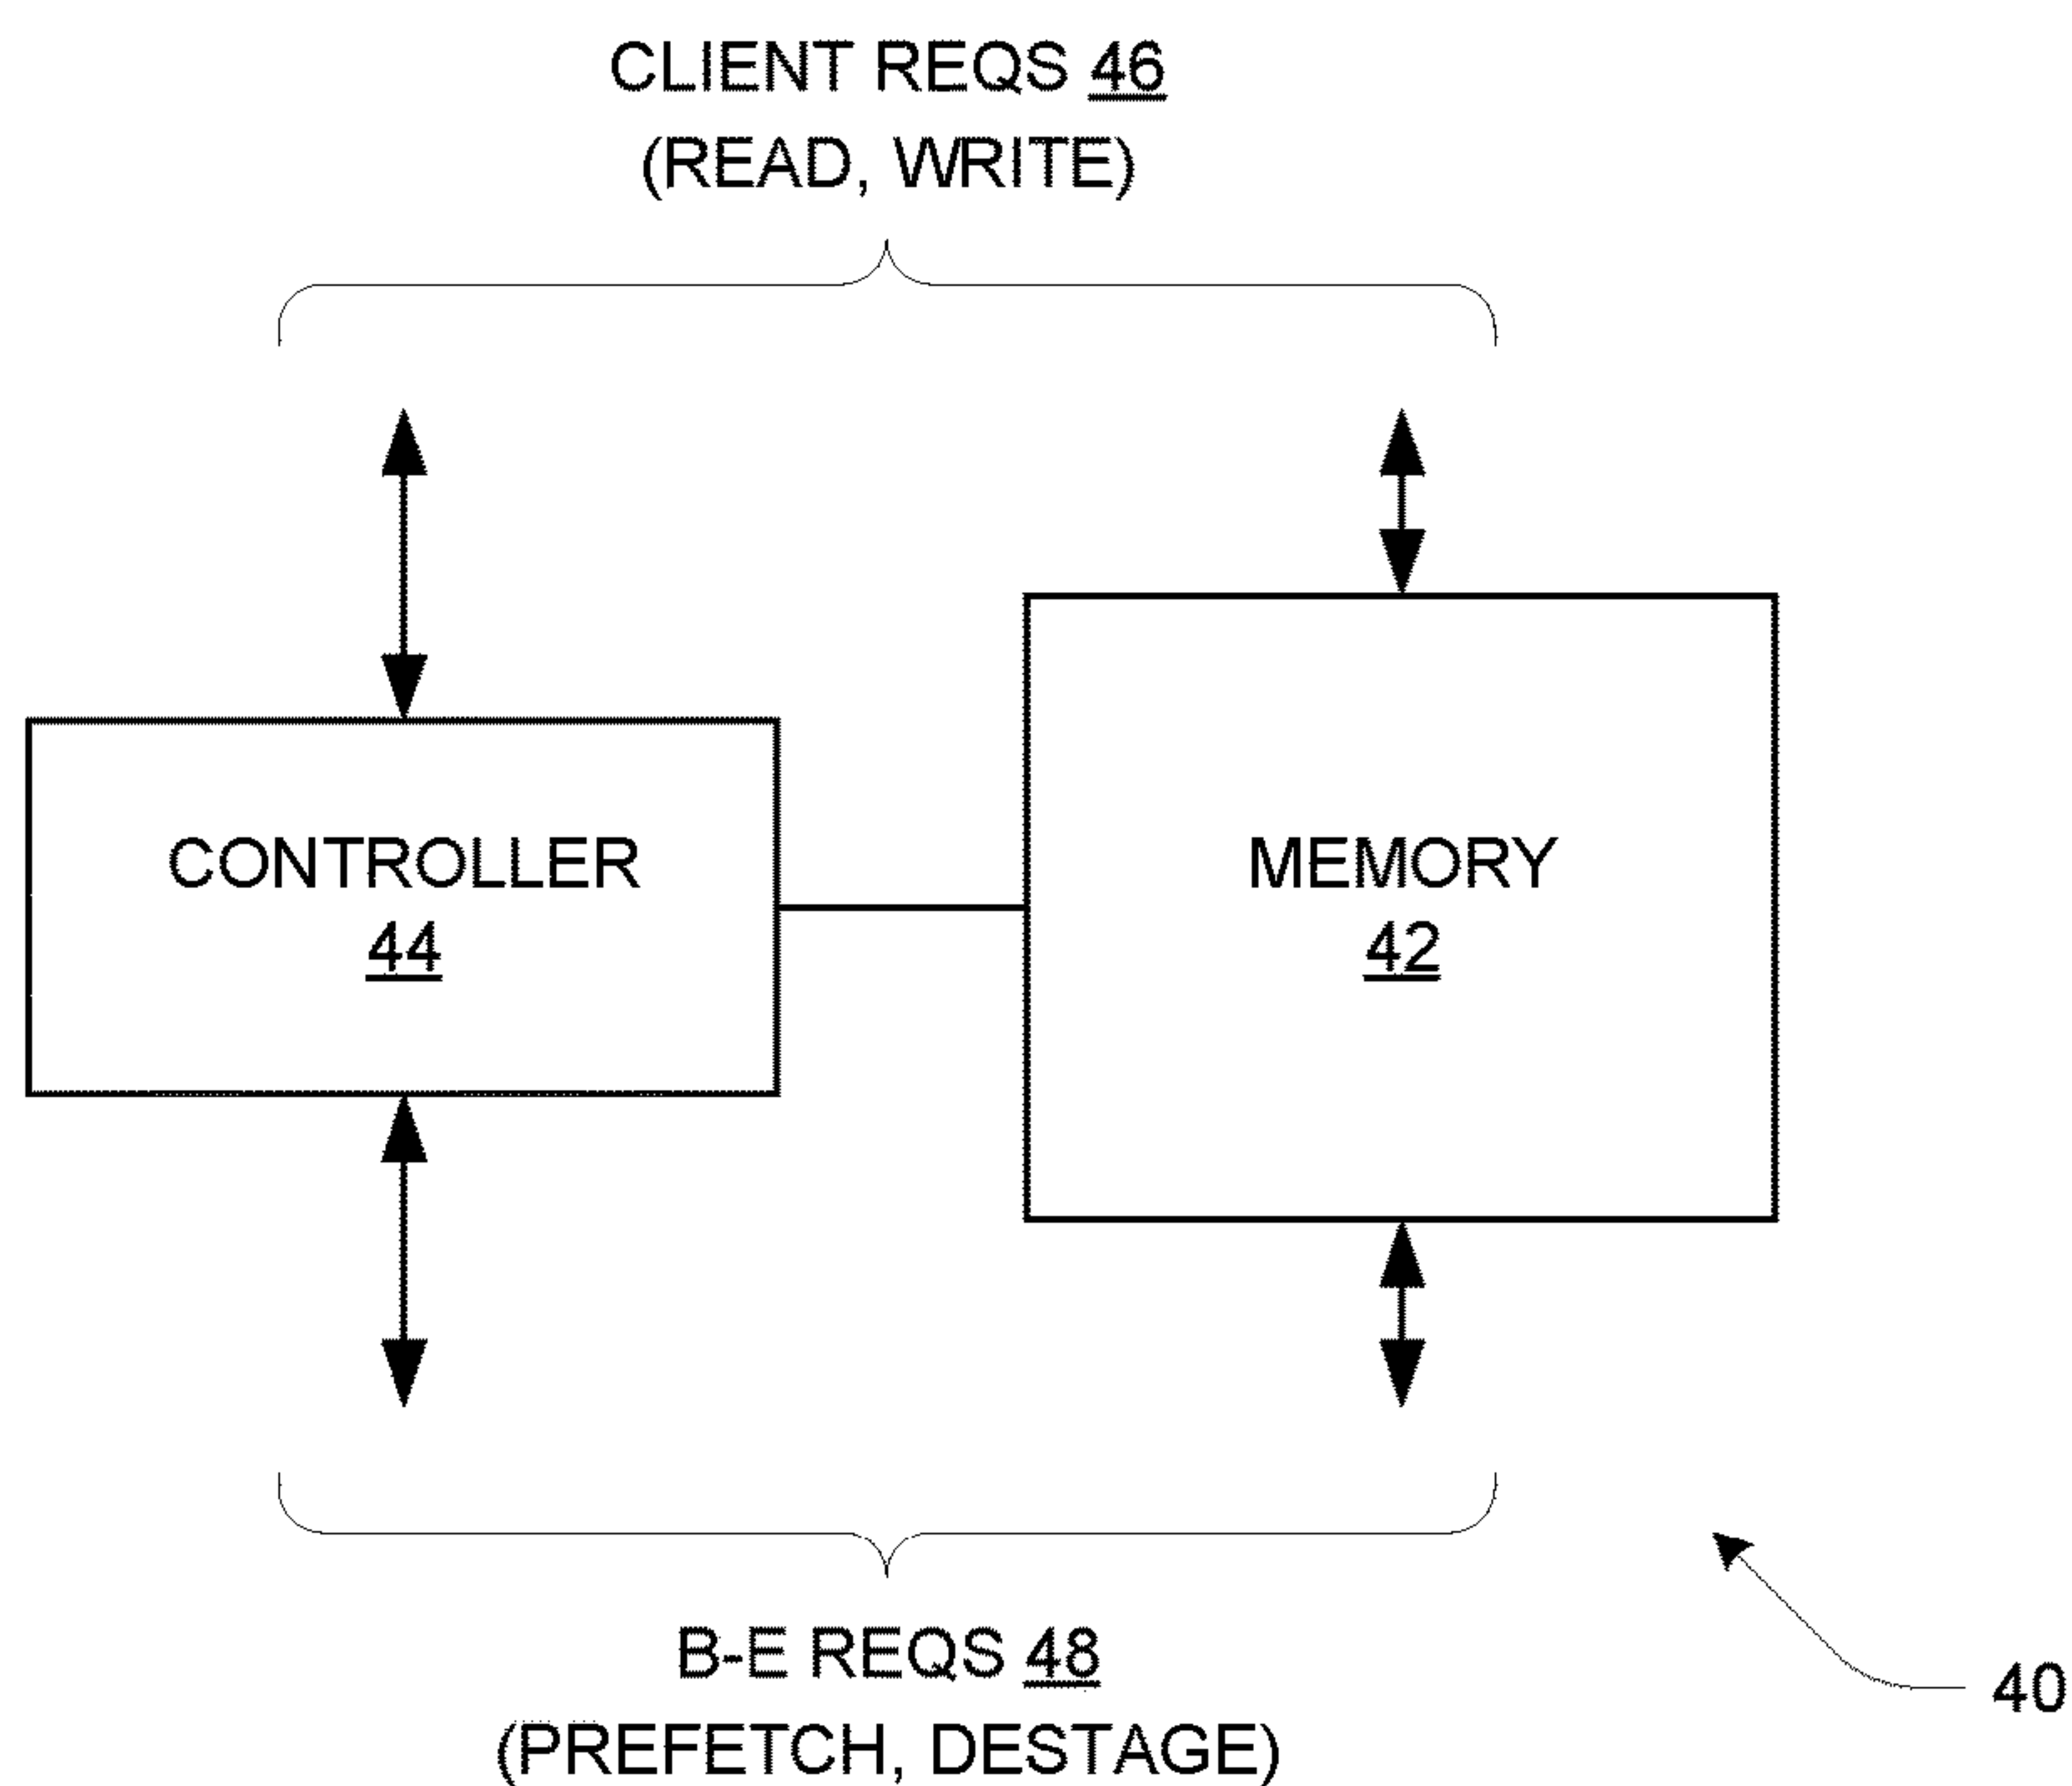 CLIENT REQS 46
(READ, WRITE)
CONTROLLER
44
MEMORY
42
B-E REQS 48
(PREFETCH, DESTAGE)
40